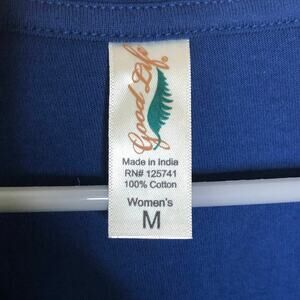 Good Life
Made in India
RN# 125741
100% Cotton
Women's
M